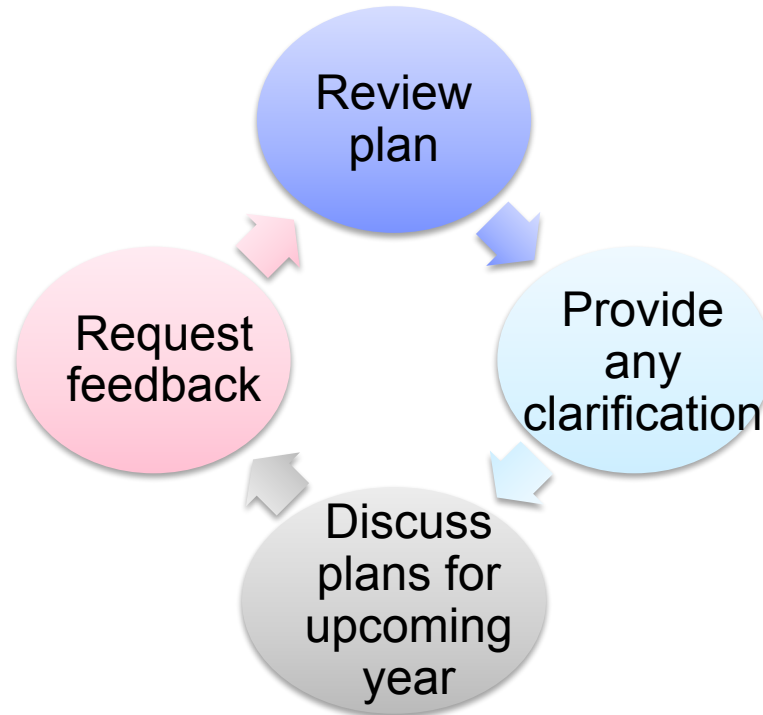 Review
plan
Provide
any
clarification
Discuss
plans for
upcoming
year
Request
feedback